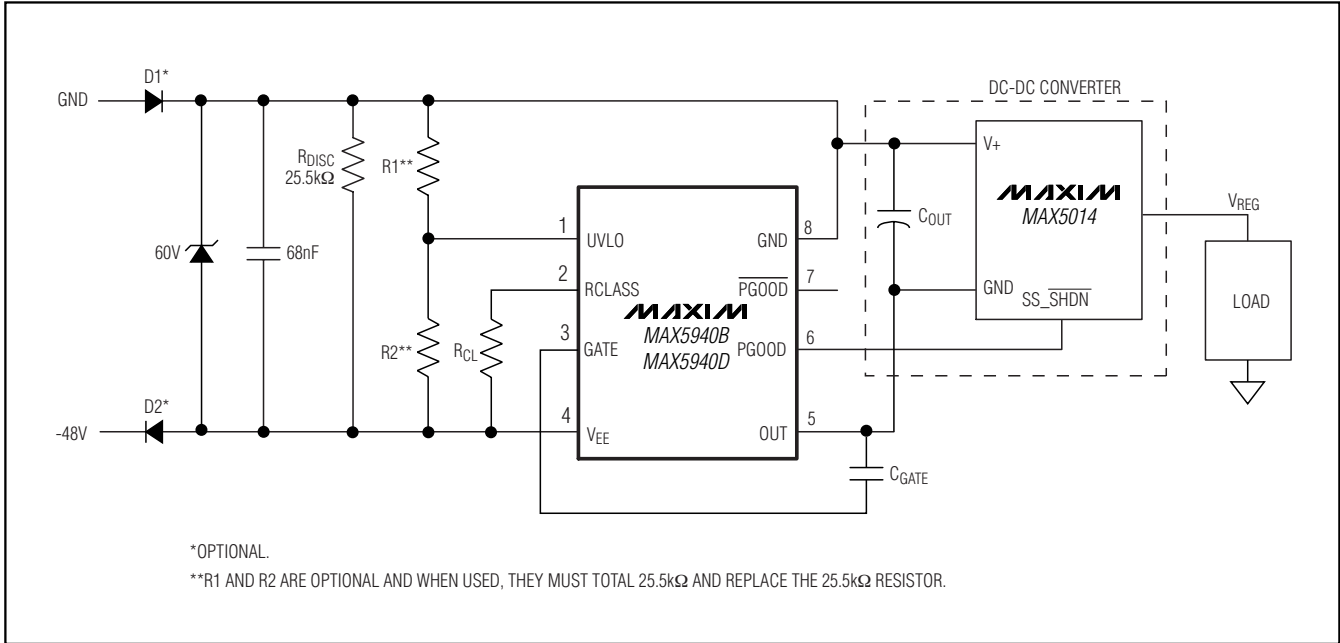 D1*
GND
DC-DC CONVERTER
V+
RDISC
25.5kΩ
R1**
MAXIM
MAX5014
VREG
COUT
1
UVLO
GND
8
60V
68nF
2
RCLASS
PGOOD
7
GND
SS_SHDN
LOAD
MAXIM
MAX5940B
MAX5940D
3
GATE
PGOOD
6
R2**
RCL
D2*
-48V
4
VEE
OUT
5
CGATE
*OPTIONAL.
**R1 AND R2 ARE OPTIONAL AND WHEN USED, THEY MUST TOTAL 25.5kΩ AND REPLACE THE 25.5kΩ RESISTOR.